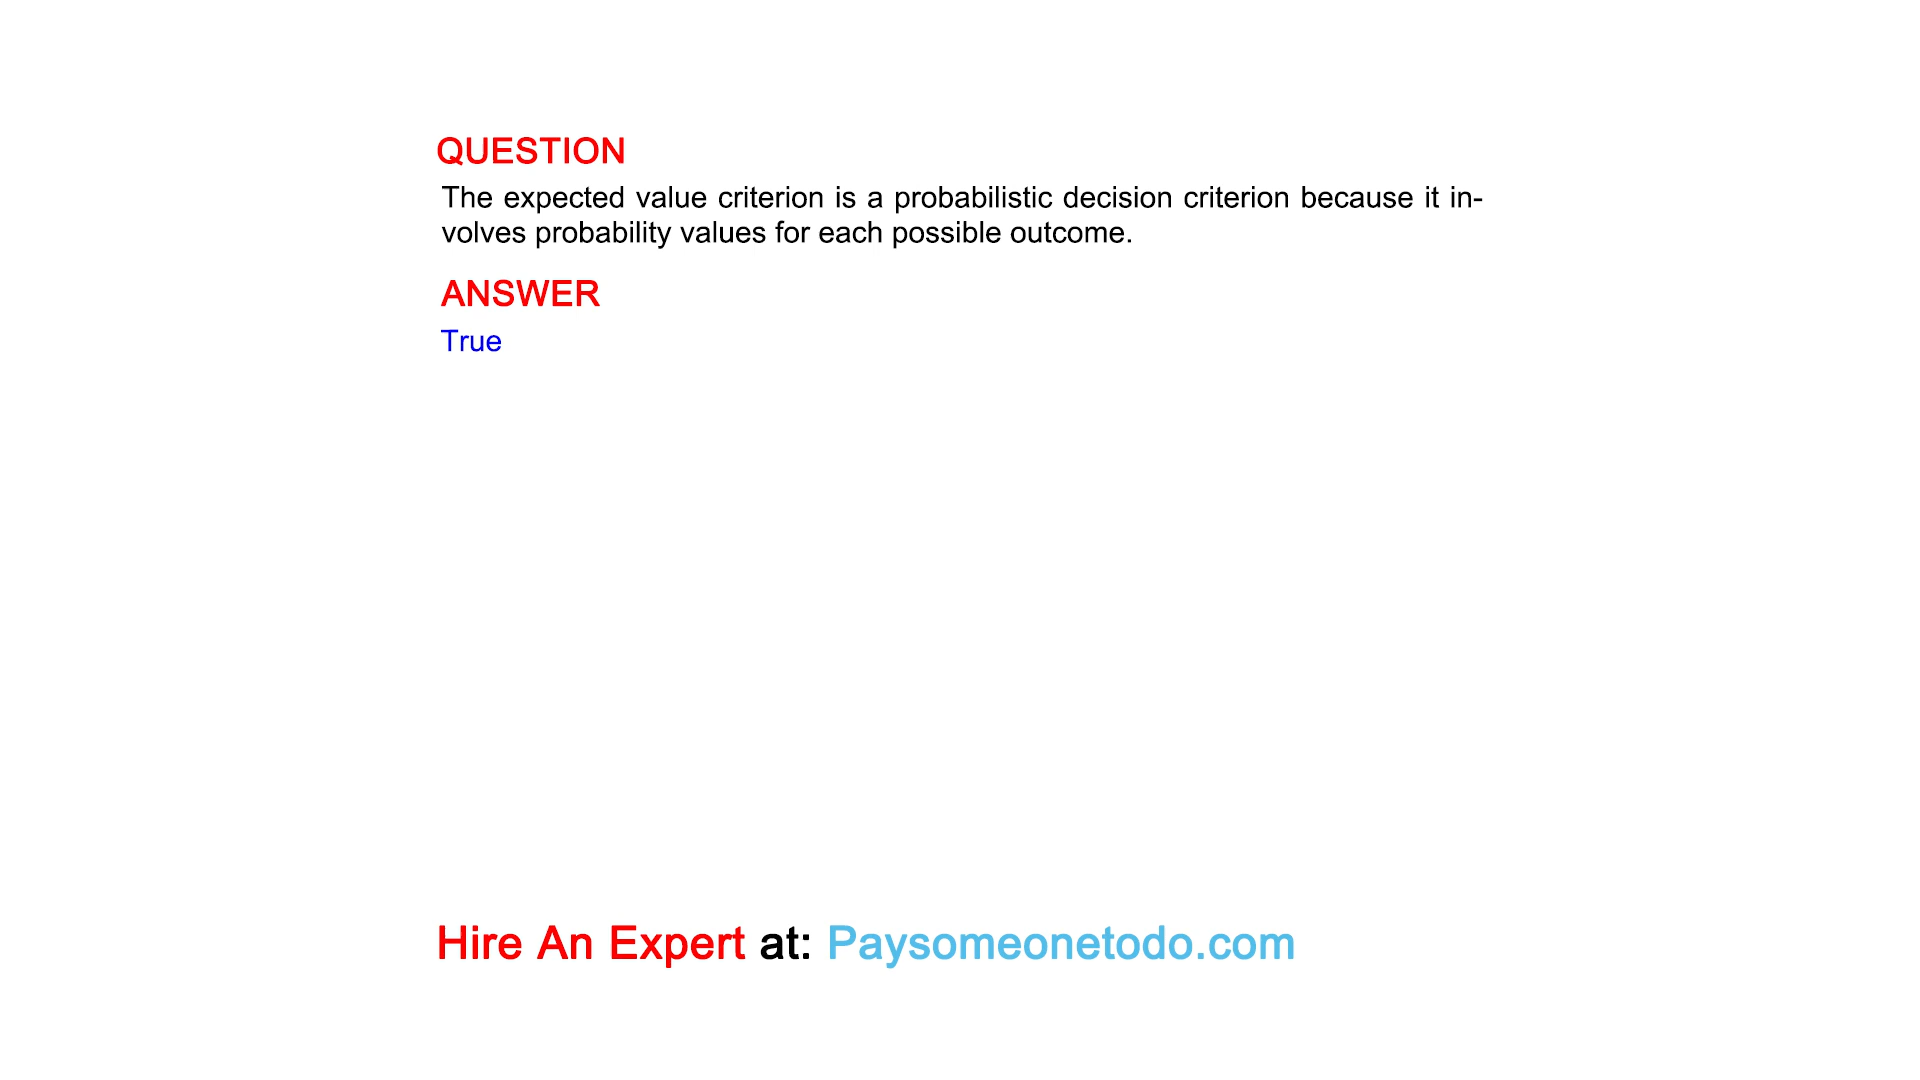 QUESTION
The expected value criterion is a probabilistic decision criterion because it in-
volves probability values for each possible outcome.
ANSWER
True
Hire An Expert at: Paysomeonetodo.com